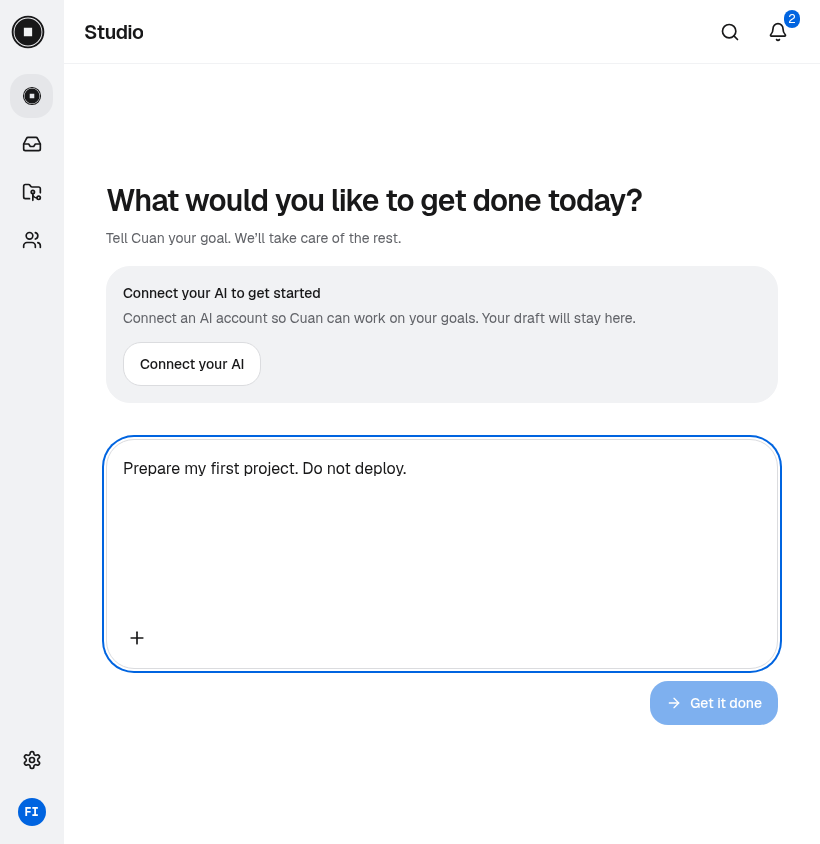 Studio
2
What would you like to get done today?
Tell Cuan your goal. We’ll take care of the rest.
Connect your AI to get started
Connect an AI account so Cuan can work on your goals. Your draft will stay here.
Connect your AI
Prepare my first project. Do not deploy.
Get it done
FI